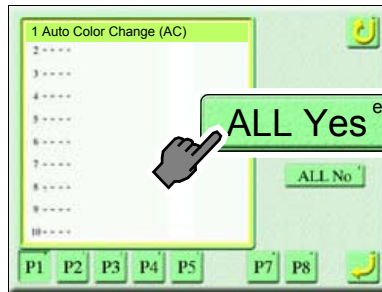 1 Auto Color Change (AC)
2 - - - -
3 - - - -
4 - - - -
5 - - - -
6 - - - -
7 - - - -
8 - - - -
9 - - - -
10 - - - -
ALL Yes e
ALL No
P1 P2 P3 P4 P5 P7 P8